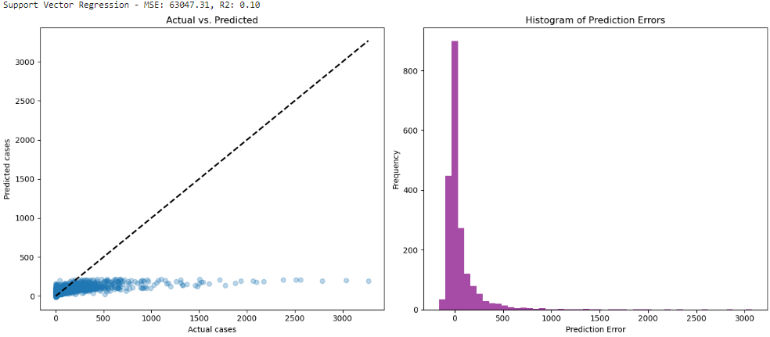 Support Vector Regression - MSE: 63047.31, R2: 0.10
Actual vs. Predicted
3000
2500
2000
1500
1000
500
0
Predicted cases
0 500 1000 1500 2000 2500 3000
Actual cases
Histogram of Prediction Errors
800
600
400
200
0
Frequency
0 500 1000 1500 2000 2500 3000
Prediction Error